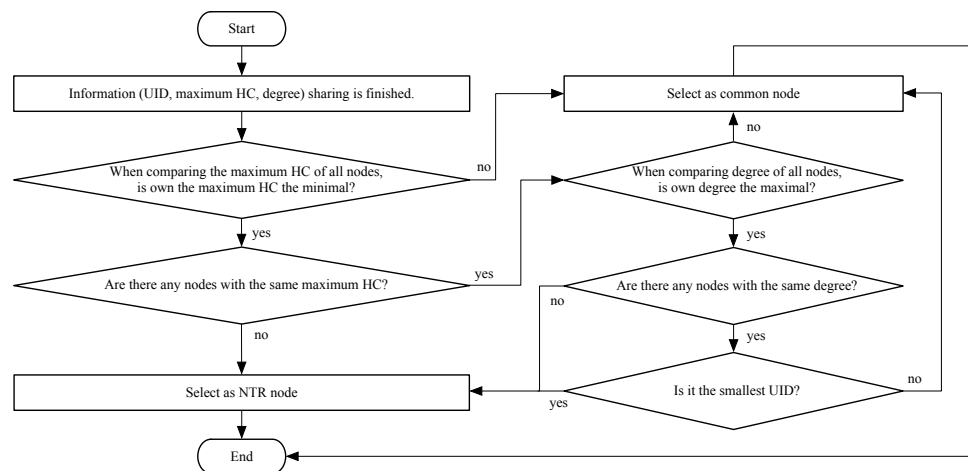 Start
Information (UID, maximum HC, degree) sharing is finished.
Select as common node
no
no
When comparing the maximum HC of all nodes,
is own the maximum HC the minimal?
When comparing degree of all nodes,
is own degree the maximal?
yes
yes
Are there any nodes with the same maximum HC?
yes
Are there any nodes with the same degree?
no
no
yes
Select as NTR node
yes
Is it the smallest UID?
no
End